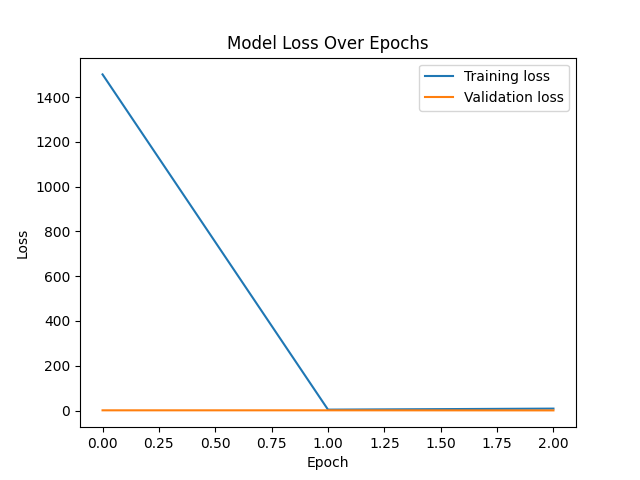 Model Loss Over Epochs
Training loss
Validation loss
1400
1200
1000
800
600
400
200
0
Loss
0.00 0.25 0.50 0.75 1.00 1.25 1.50 1.75 2.00
Epoch